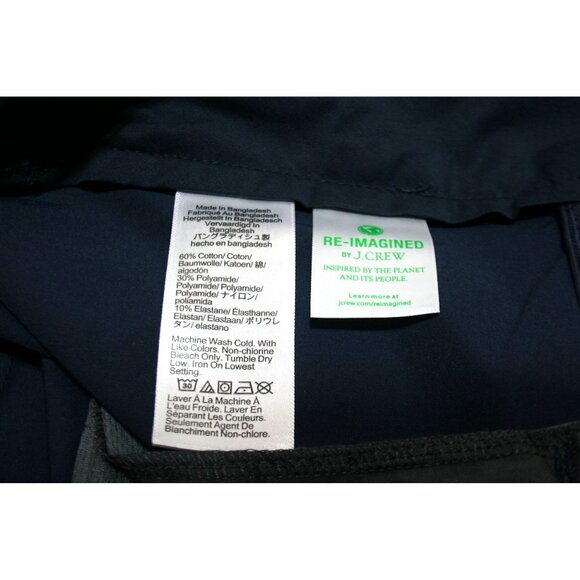 Made In Bangladesh
Fabriqué Au Bangladesh
Hergestellt In Bangladesch
Vervaardigd In
Bangladesh
バングラディシュ製
hecho en bangladesh
60% Cotton/ Coton/
Baumwolle/ Katoen/ 綿/
algodón
30% Polyamide/
Polyamide/ Polyamide/
Polyamide/ ナイロン/
poliamida
10% Elastane/ Élasthanne/
Elastan/ Elastaan/ ポリウレ
タン/ elastano
Machine Wash Cold. With
Like Colors. Non-chlorine
Bleach Only. Tumble Dry
Low. Iron On Lowest
Setting.
30
Laver À La Machine À
L'eau Froide. Laver En
Séparant Les Couleurs.
Seulement Agent De
Blanchiment Non-chlore.
RE-IMAGINED
BY J.CREW
INSPIRED BY THE PLANET
AND ITS PEOPLE.
Learn more at
jcrew.com/reimagined